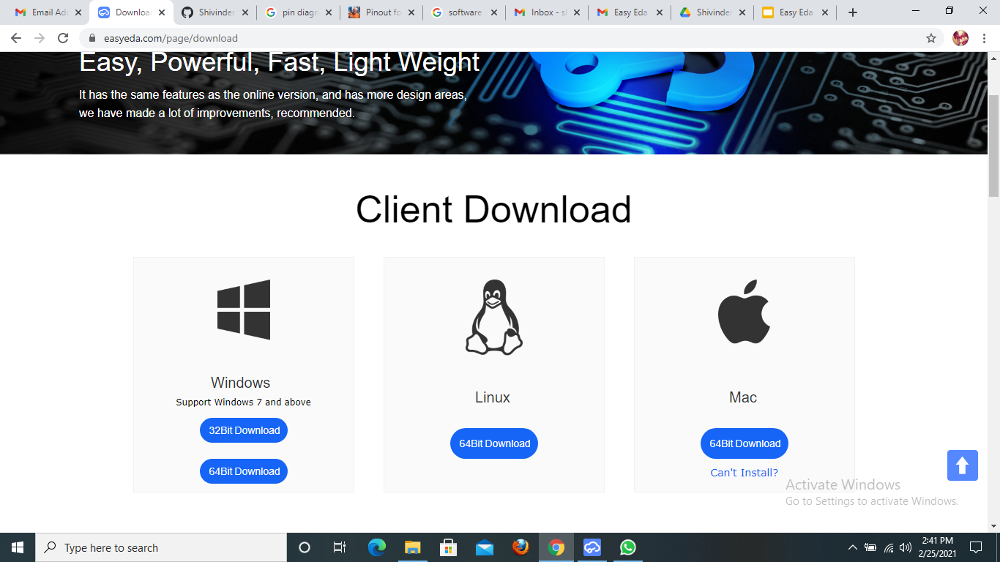 Email Add
Download
Shivinder
pin diagra
Pinout fo
software
Inbox - sh
Easy Eda
Shivinder
Easy Eda
easyeda.com/page/download
Easy, Powerful, Fast, Light Weight
It has the same features as the online version, and has more design areas,
we have made a lot of improvements, recommended.
Client Download
Windows
Support Windows 7 and above
32Bit Download
64Bit Download
Linux
64Bit Download
Mac
64Bit Download
Can't Install?
Activate Windows
Go to Settings to activate Windows.
Type here to search
2:41 PM
2/25/2021